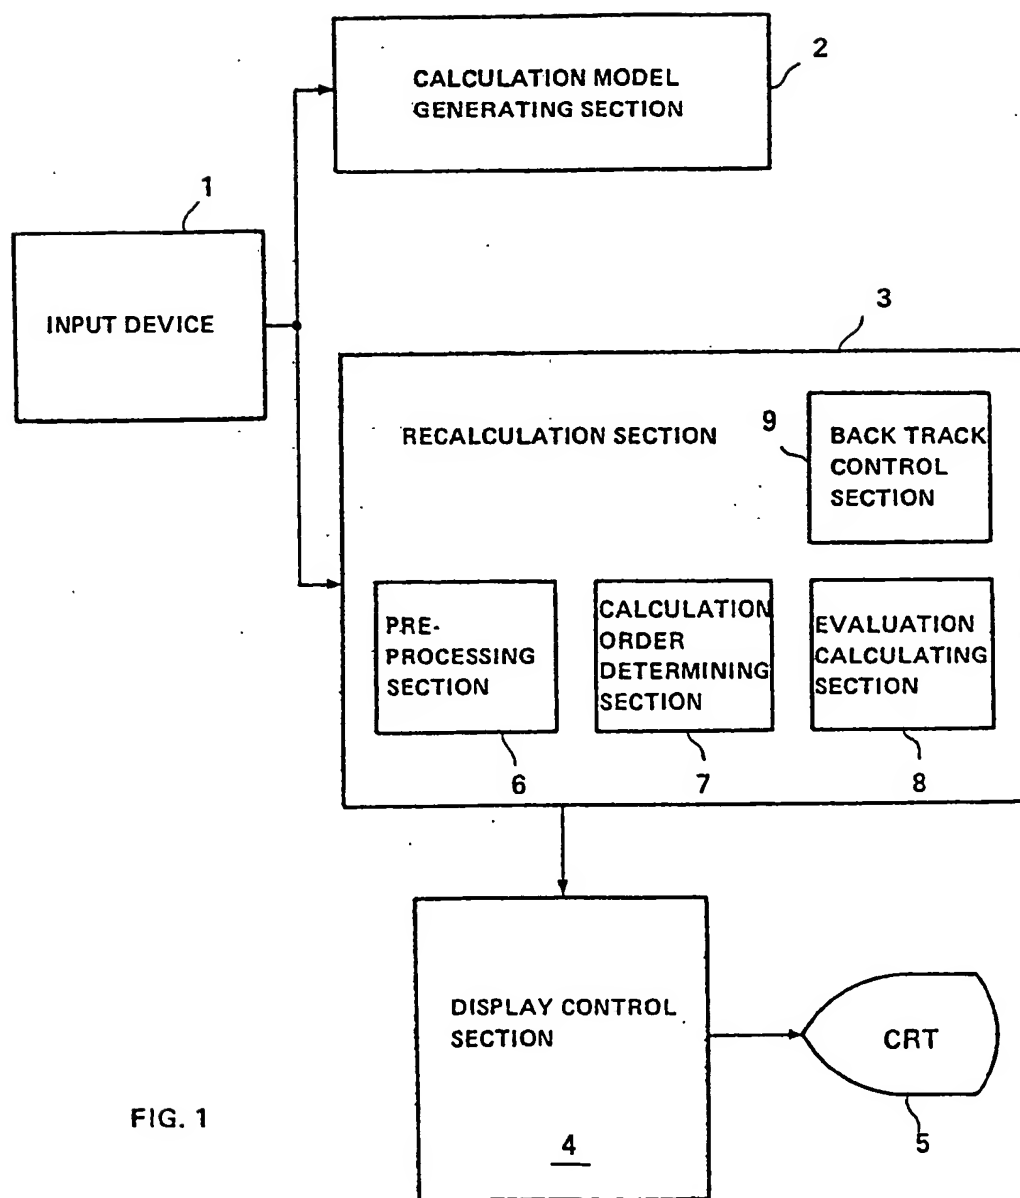 2
CALCULATION MODEL
GENERATING SECTION
1
INPUT DEVICE
3
RECALCULATION SECTION
9
BACK TRACK
CONTROL
SECTION
PRE-
PROCESSING
SECTION
CALCULATION
ORDER
DETERMINING
SECTION
EVALUATION
CALCULATING
SECTION
6
7
8
DISPLAY CONTROL
SECTION
CRT
FIG. 1
4
5